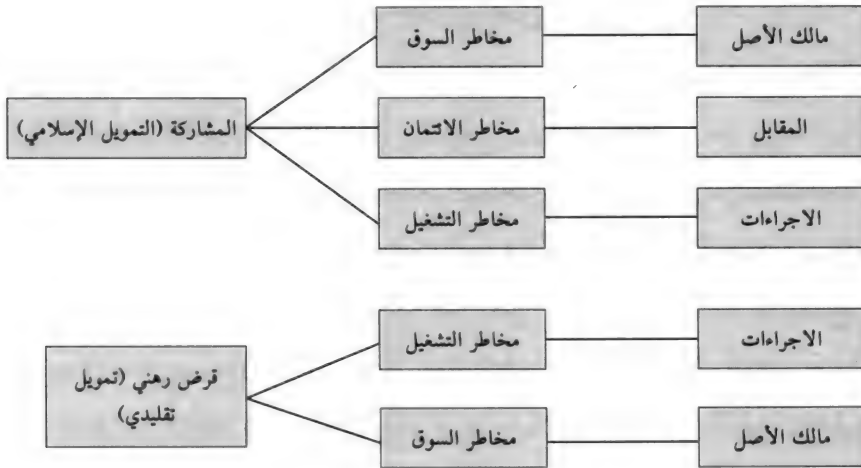 مخاطر السوق
مالك الأصل
المشاركة (التمويل الإسلامي)
مخاطر الائتمان
المقابل
مخاطر التشغيل
الاجراءات
مخاطر التشغيل
الاجراءات
قرض رهني (تمويل
تقليدي)
مخاطر السوق
مالك الأصل